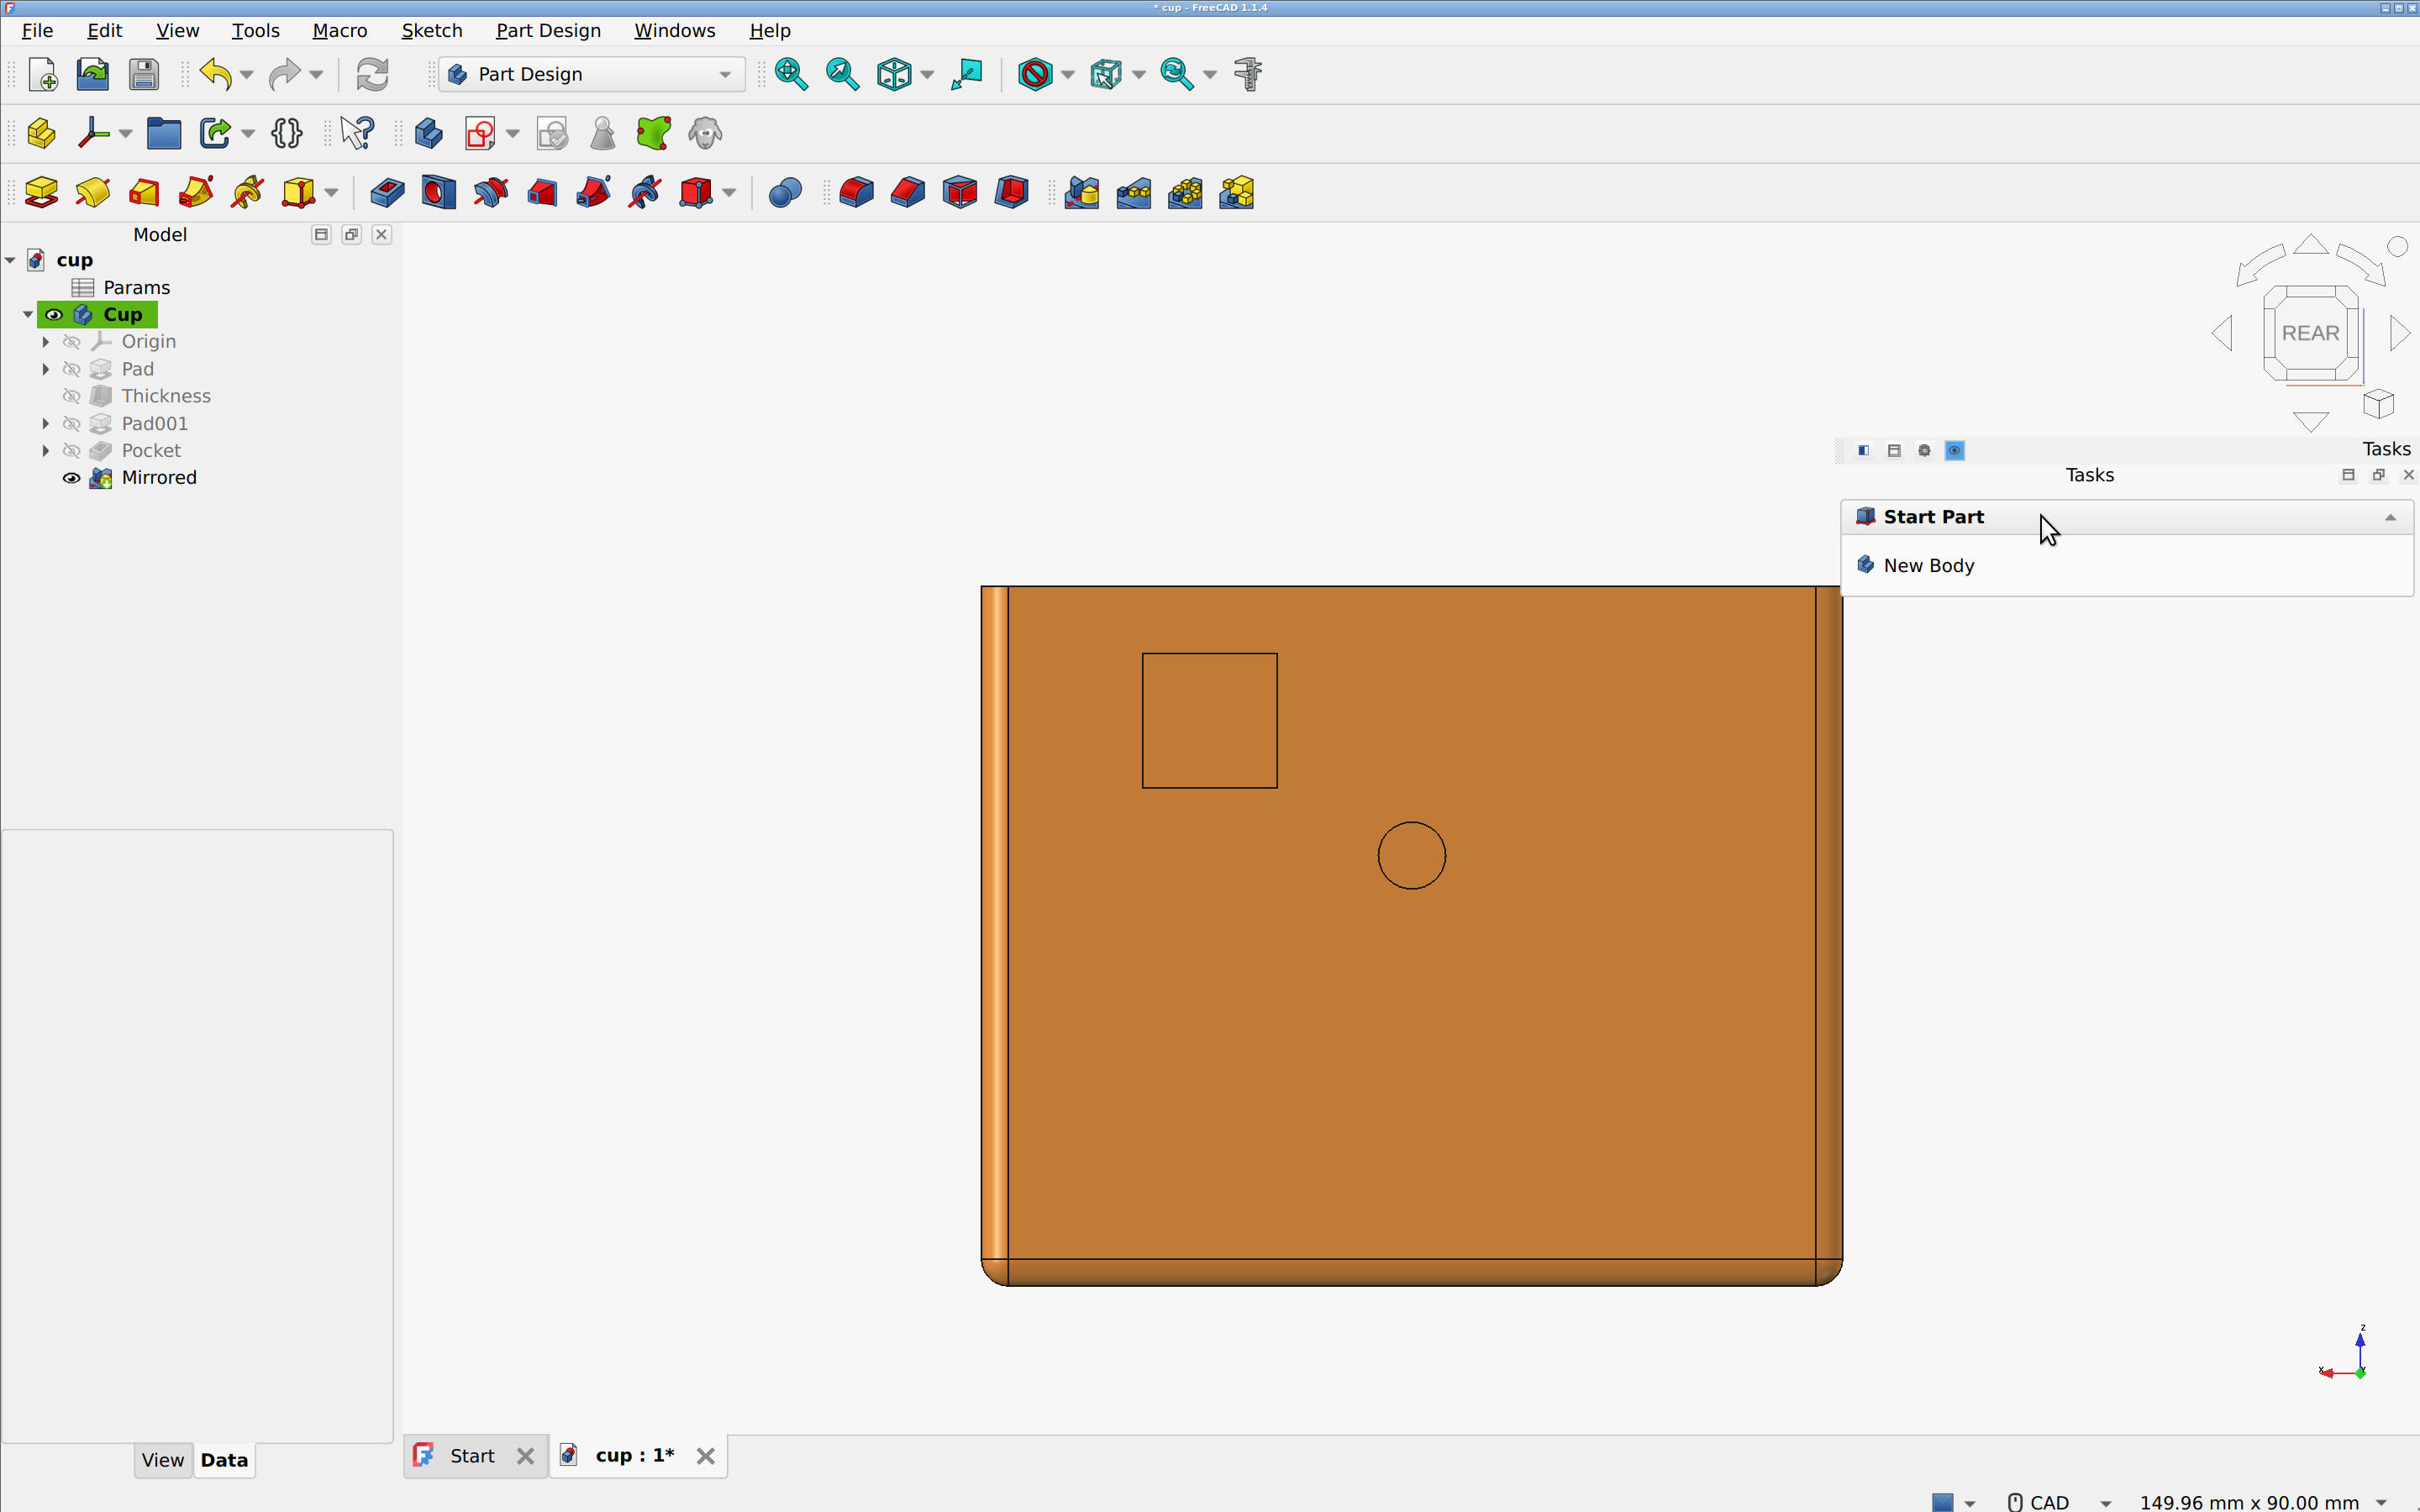 * cup - FreeCAD 1.1.4
File Edit View Tools Macro Sketch Part Design Windows Help
Part Design
Model
cup
Params
Cup
Origin
Pad
Thickness
Pad001
Pocket
Mirrored
REAR
Tasks
Tasks
Start Part
New Body
z
x
View Data
Start
cup : 1*
CAD
149.96 mm x 90.00 mm